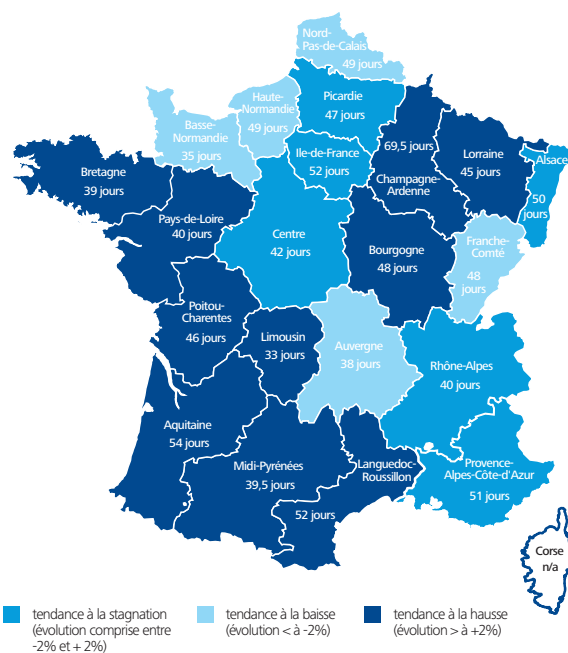 Nord-
Pas-de-Calais
49 jours
Haute-
Normandie
49 jours
Picardie
47 jours
Basse-
Normandie
35 jours
Ile-de-France
52 jours
69,5 jours
Champagne-
Ardenne
Lorraine
45 jours
Alsace
50
jours
Bretagne
39 jours
Pays-de-Loire
40 jours
Centre
42 jours
Bourgogne
48 jours
Franche-
Comté
48
jours
Poitou-
Charentes
46 jours
Limousin
33 jours
Auvergne
38 jours
Rhône-Alpes
40 jours
Aquitaine
54 jours
Midi-Pyrénées
39,5 jours
Languedoc-
Roussillon
52 jours
Provence-
Alpes-Côte-d'Azur
51 jours
Corse
n/a
tendance à la stagnation
(évolution comprise entre
-2% et + 2%)
tendance à la baisse
(évolution < à -2%)
tendance à la hausse
(évolution > à +2%)